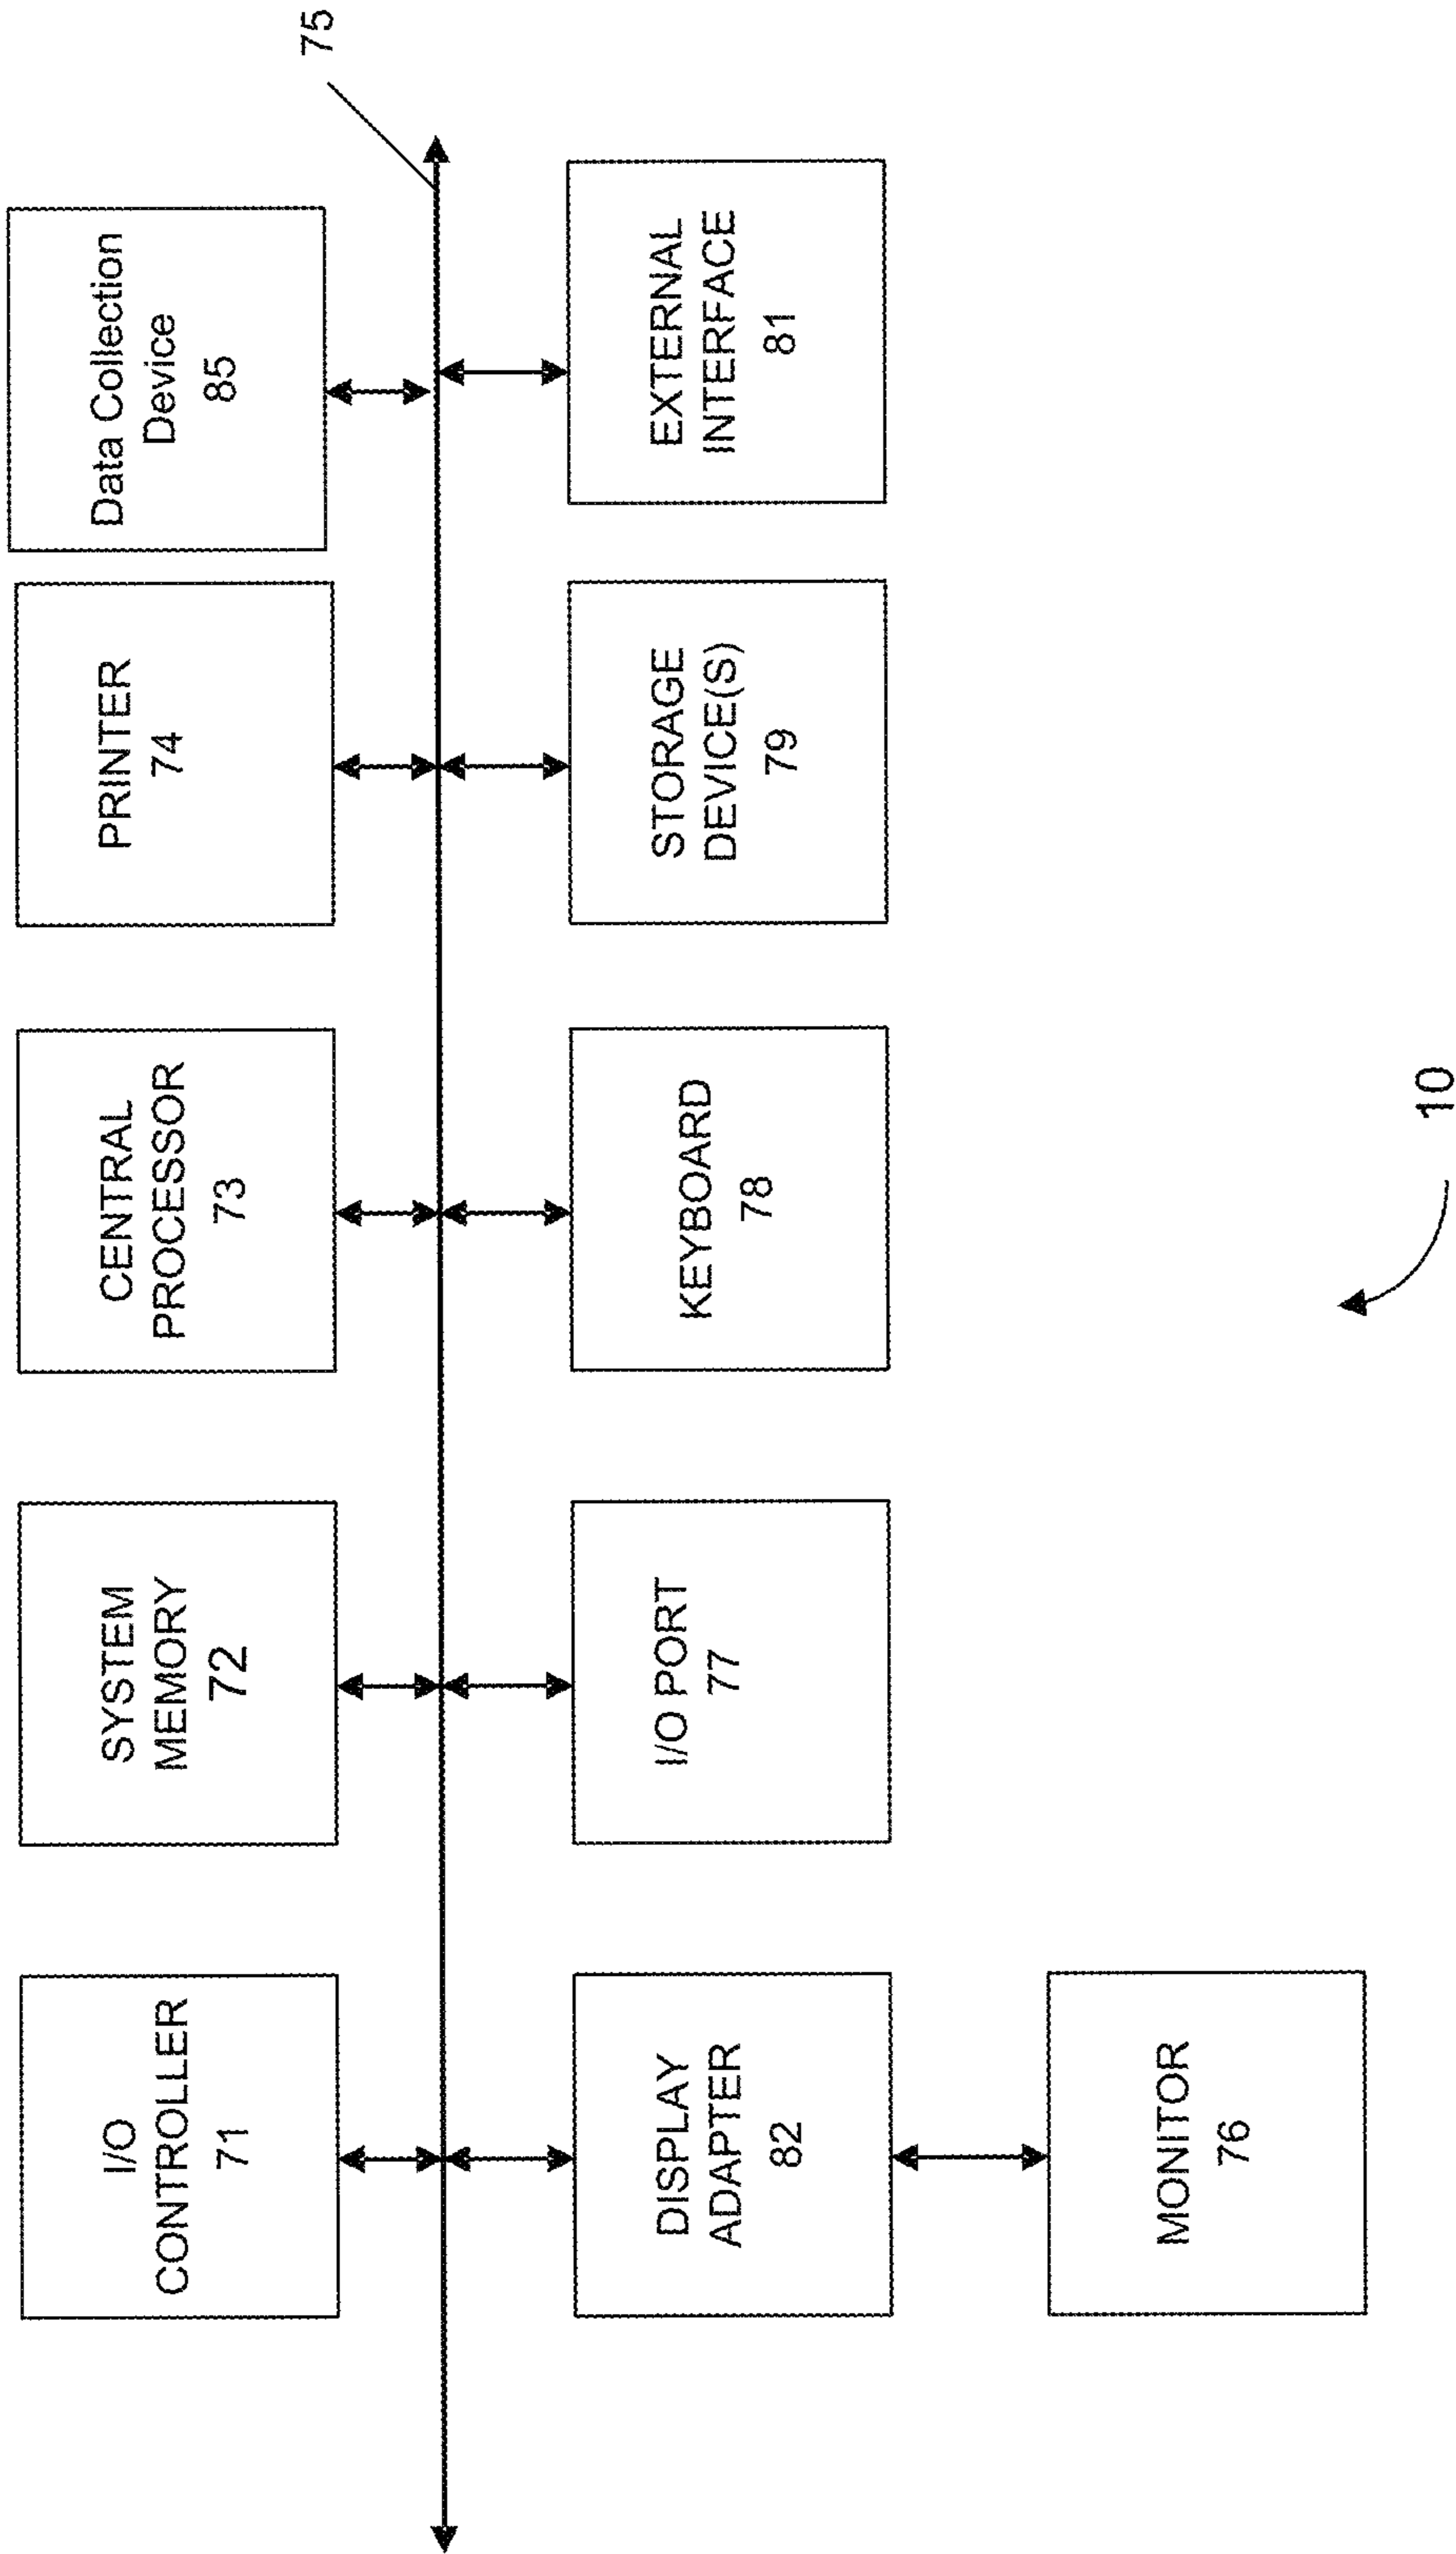 75
I/O
CONTROLLER
71
SYSTEM
MEMORY
72
CENTRAL
PROCESSOR
73
PRINTER
74
Data Collection
Device
85
DISPLAY
ADAPTER
82
I/O PORT
77
KEYBOARD
78
STORAGE
DEVICE(S)
79
EXTERNAL
INTERFACE
81
MONITOR
76
10